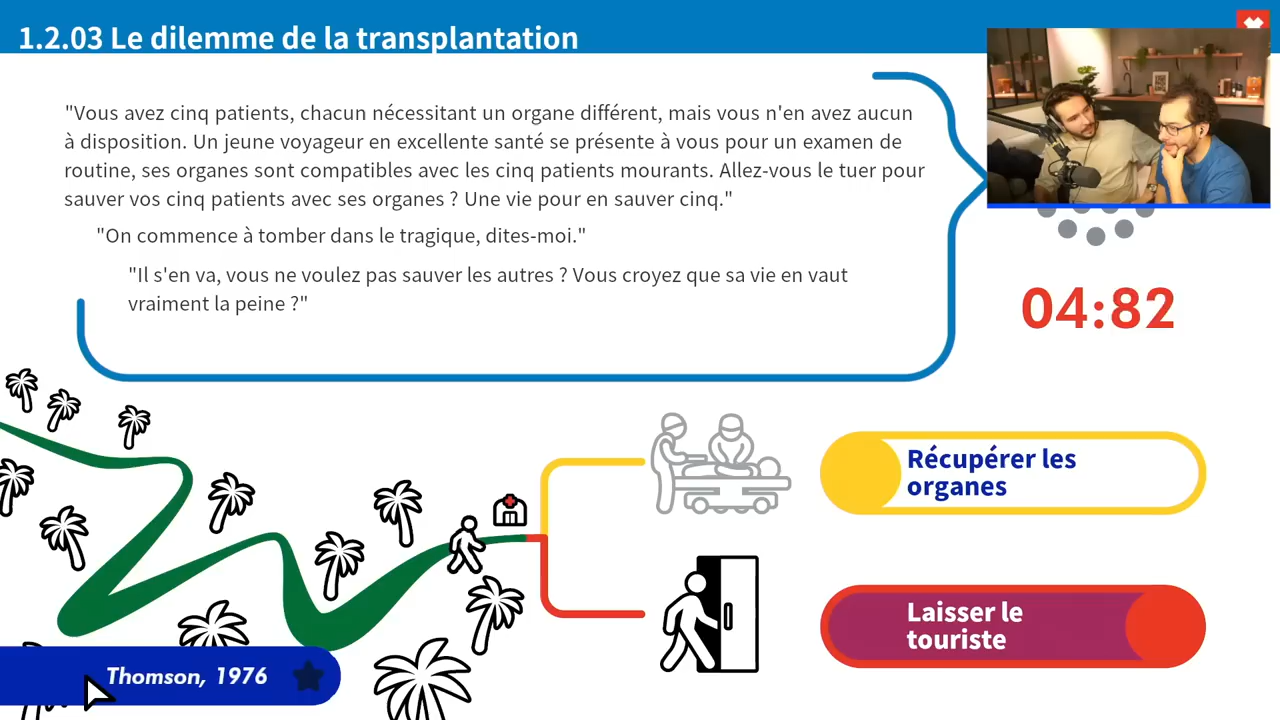 1.2.03 Le dilemme de la transplantation
"Vous avez cinq patients, chacun nécessitant un organe différent, mais vous n'en avez aucun
à disposition. Un jeune voyageur en excellente santé se présente à vous pour un examen de
routine, ses organes sont compatibles avec les cinq patients mourants. Allez-vous le tuer pour
sauver vos cinq patients avec ses organes ? Une vie pour en sauver cinq."
"On commence à tomber dans le tragique, dites-moi."
"Il s'en va, vous ne voulez pas sauver les autres ? Vous croyez que sa vie en vaut
vraiment la peine ?"
04:82
Récupérer les
organes
Laisser le
touriste
Thomson, 1976